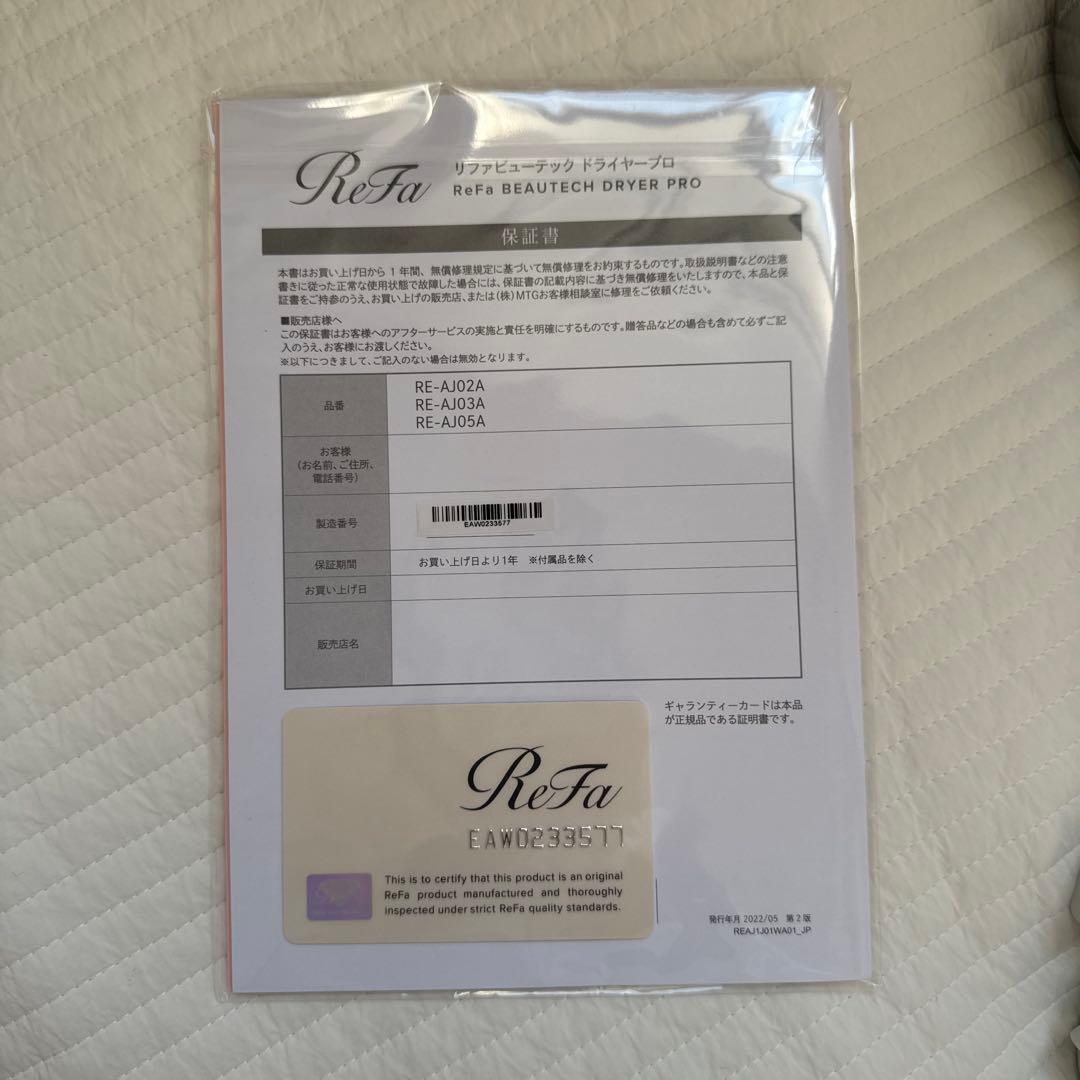 ReFa
リファビューテック ドライヤープロ
ReFa BEAUTECH DRYER PRO
保証書
本書はお買い上げ日から1年間、無償修理規定に基づいて無償修理をお約束するものです。取扱説明書などの注意
書きに従った正常な使用状態で故障した場合には、保証書の記載内容に基づき無償修理をいたしますので、本品と保
証書をご持参のうえ、お買い上げの販売店、または(株)MTGお客様相談室に修理をご依頼ください。
■販売店様へ
この保証書はお客様へのアフターサービスの実施と責任を明確にするものです。贈答品などの場合も含めて必ずご記
入のうえ、お客様にお渡しください。
※以下につきまして、ご記入のない場合は無効となります。
品番
RE-AJ02A
RE-AJ03A
RE-AJ05A
お客様
(お名前、ご住所、
電話番号)
製造番号
EAW0233577
保証期間
お買い上げ日より1年 ※付属品を除く
お買い上げ日
販売店名
ギャランティーカードは本品
が正規品である証明書です。
ReFa
EAW0233577
This is to certify that this product is an original
ReFa product manufactured and thoroughly
inspected under strict ReFa quality standards.
発行年月 2022/05 第2版
REAJ1J01WA01_JP